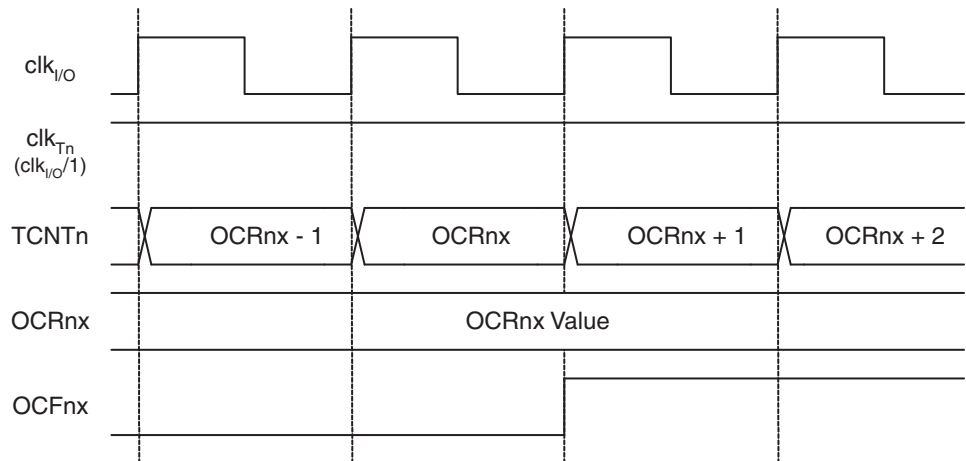 clkI/O
clkTn
(clkI/O/1)
TCNTn
OCRnx - 1
OCRnx
OCRnx + 1
OCRnx + 2
OCRnx
OCRnx Value
OCFnx